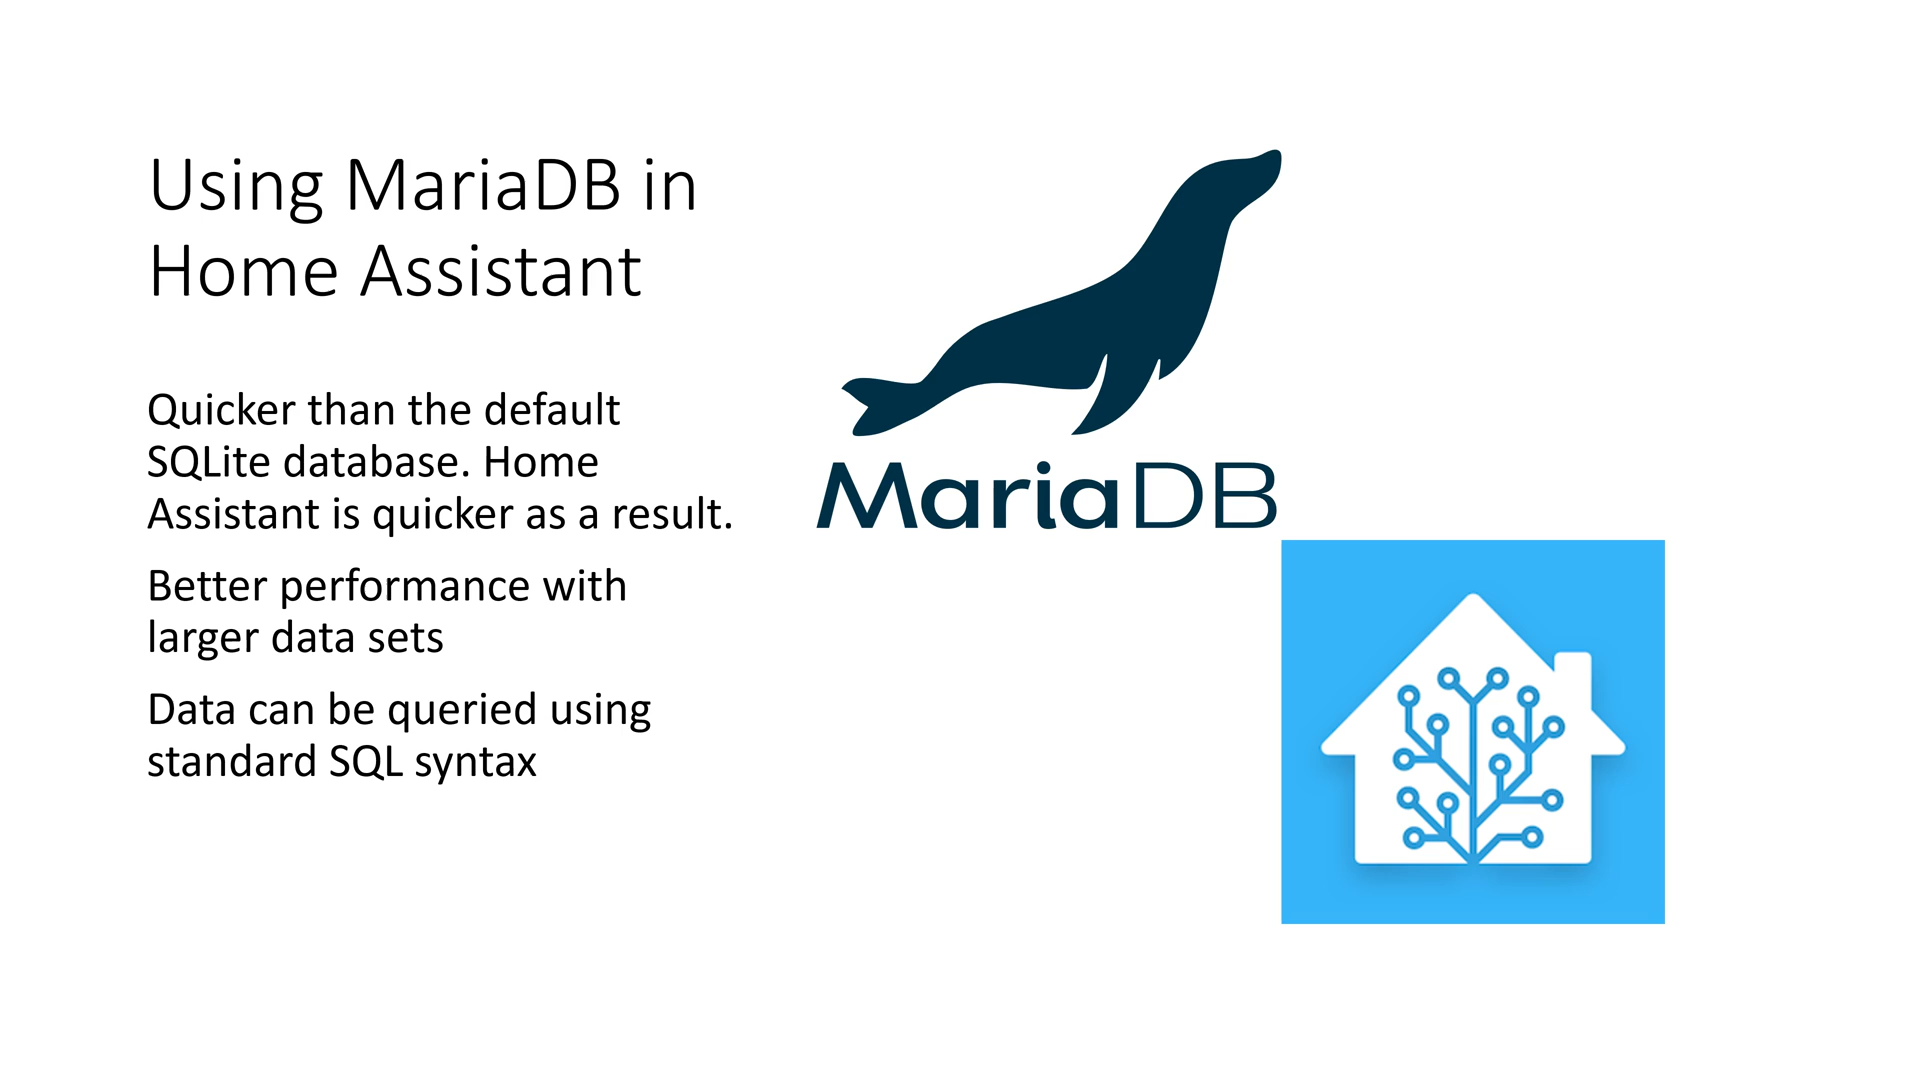 Using MariaDB in
Home Assistant
Quicker than the default
SQLite database. Home
Assistant is quicker as a result.
Better performance with
larger data sets
Data can be queried using
standard SQL syntax
MariaDB